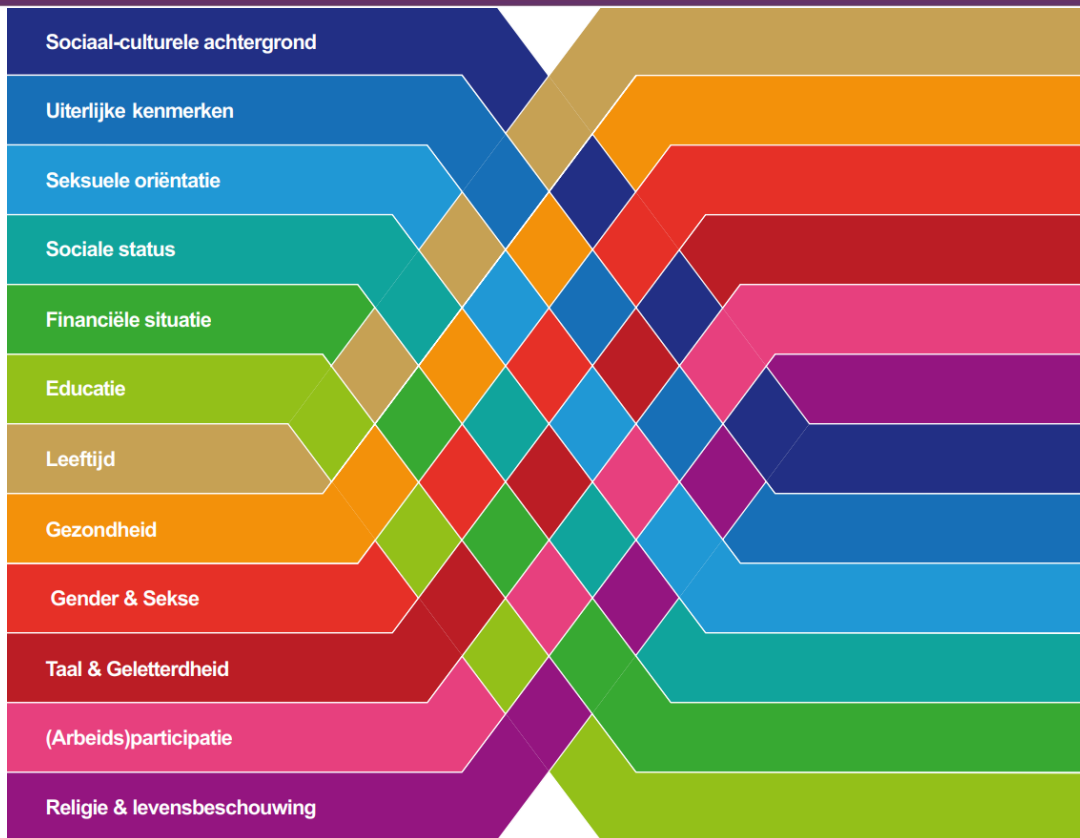 Sociaal-culturele achtergrond
Uiterlijke kenmerken
Seksuele oriëntatie
Sociale status
Financiële situatie
Educatie
Leeftijd
Gezondheid
Gender & Sekse
Taal & Geletterdheid
(Arbeids)participatie
Religie & levensbeschouwing